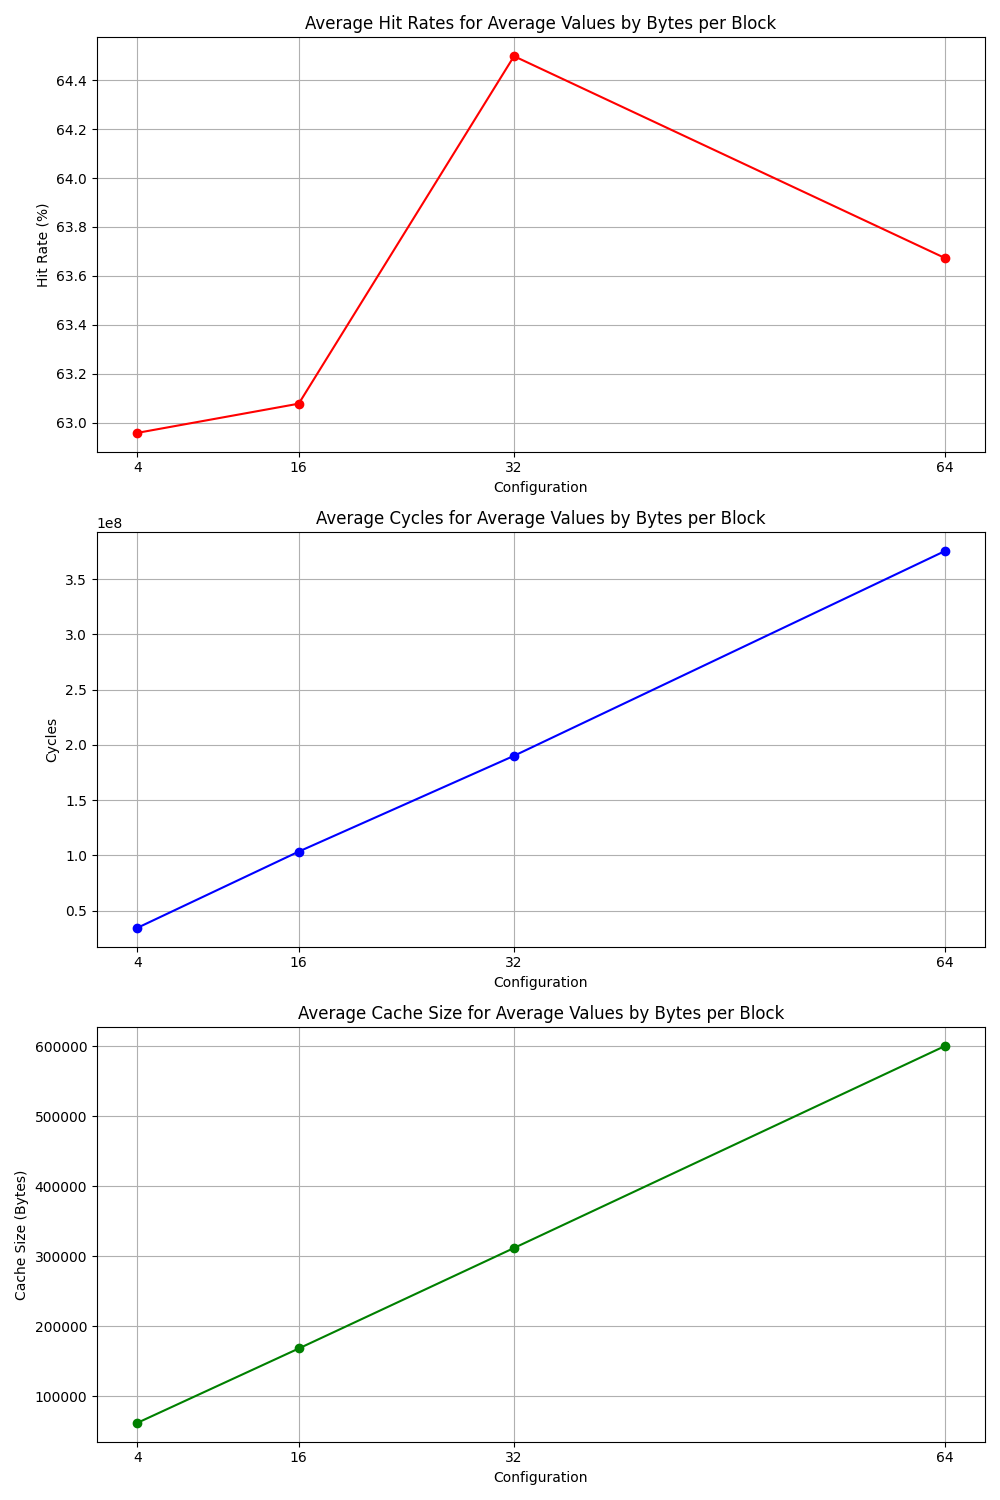 Average Hit Rates for Average Values by Bytes per Block
64.4
64.2
64.0
63.8
63.6
63.4
63.2
63.0
Hit Rate (%)
4 16 32 64
Configuration
Average Cycles for Average Values by Bytes per Block
1e8
3.5
3.0
2.5
2.0
1.5
1.0
0.5
Cycles
4 16 32 64
Configuration
Average Cache Size for Average Values by Bytes per Block
600000
500000
400000
300000
200000
100000
Cache Size (Bytes)
4 16 32 64
Configuration